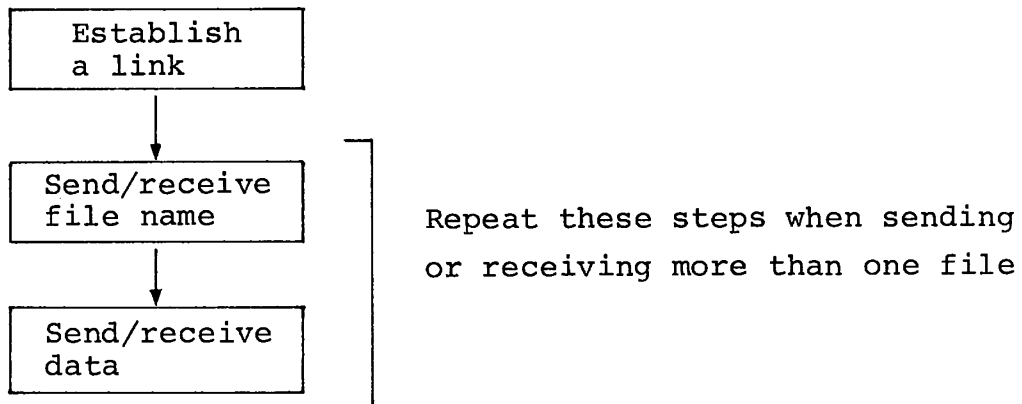 Establish
a link
Send/receive
file name
Send/receive
data
Repeat these steps when sending
or receiving more than one file